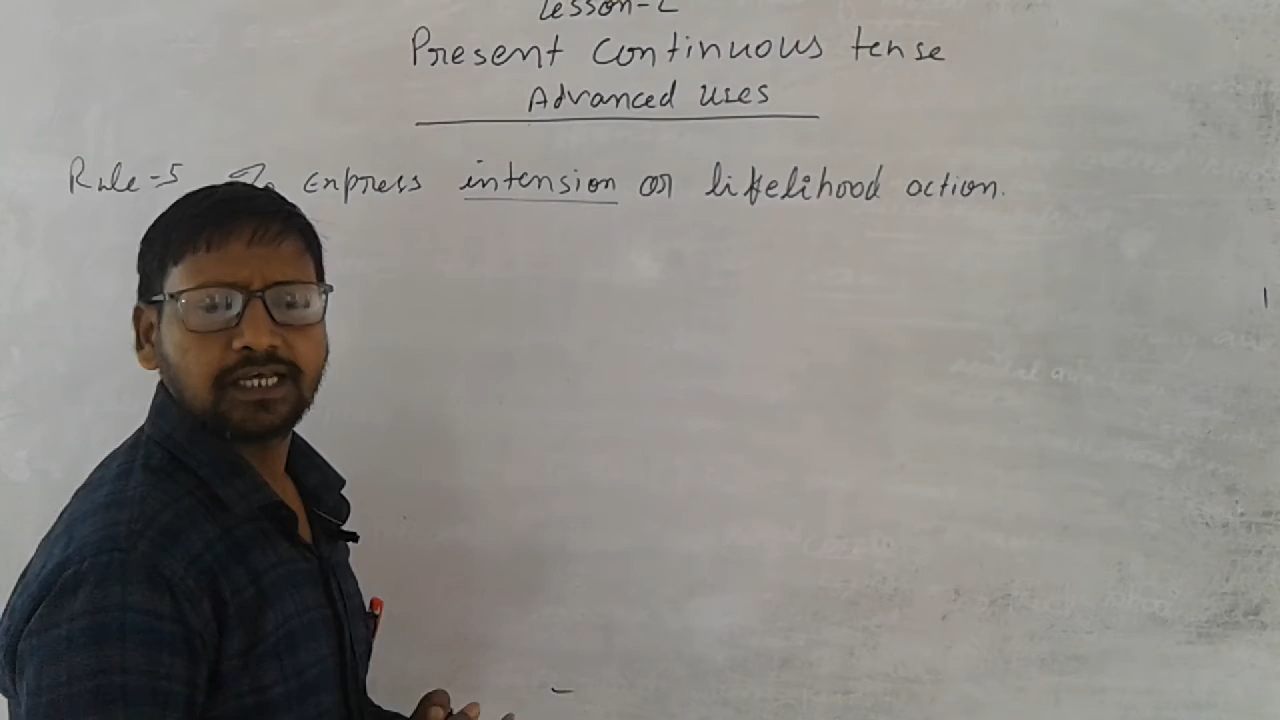 Lesson-2
Present Continuous tense
Advanced uses
Rule-5 To express intension or likelihood action.